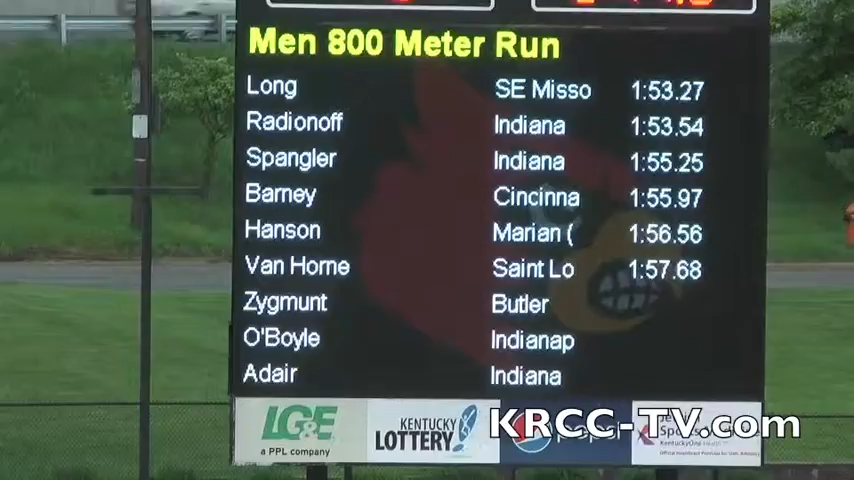 Men 800 Meter Run
Long SE Misso 1:53.27
Radionoff Indiana 1:53.54
Spangler Indiana 1:55.25
Barney Cincinna 1:55.97
Hanson Marian ( 1:56.56
Van Horne Saint Lo 1:57.68
Zygmunt Butler
O'Boyle Indianap
Adair Indiana
LG&E
a PPL company
KENTUCKY
LOTTERY
pepsi
KRCC-TV.com